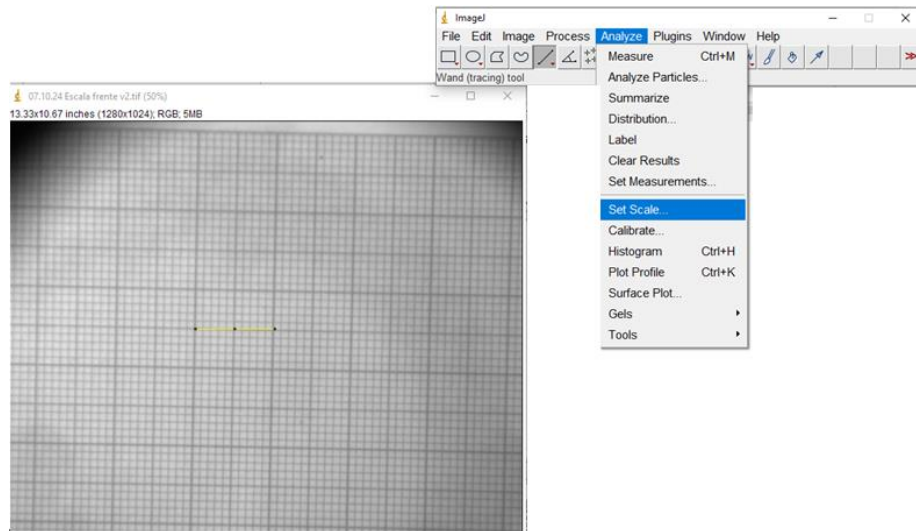 ImageJ
File Edit Image Process Analyze Plugins Window Help
Wand (tracing) tool
Measure Ctrl+M
Analyze Particles...
Summarize
Distribution...
Label
Clear Results
Set Measurements...
Set Scale...
Calibrate...
Histogram Ctrl+H
Plot Profile Ctrl+K
Surface Plot...
Gels
Tools
07.10.24 Escala frente v2.tif (50%)
13.33x10.67 inches (1280x1024); RGB; 5MB